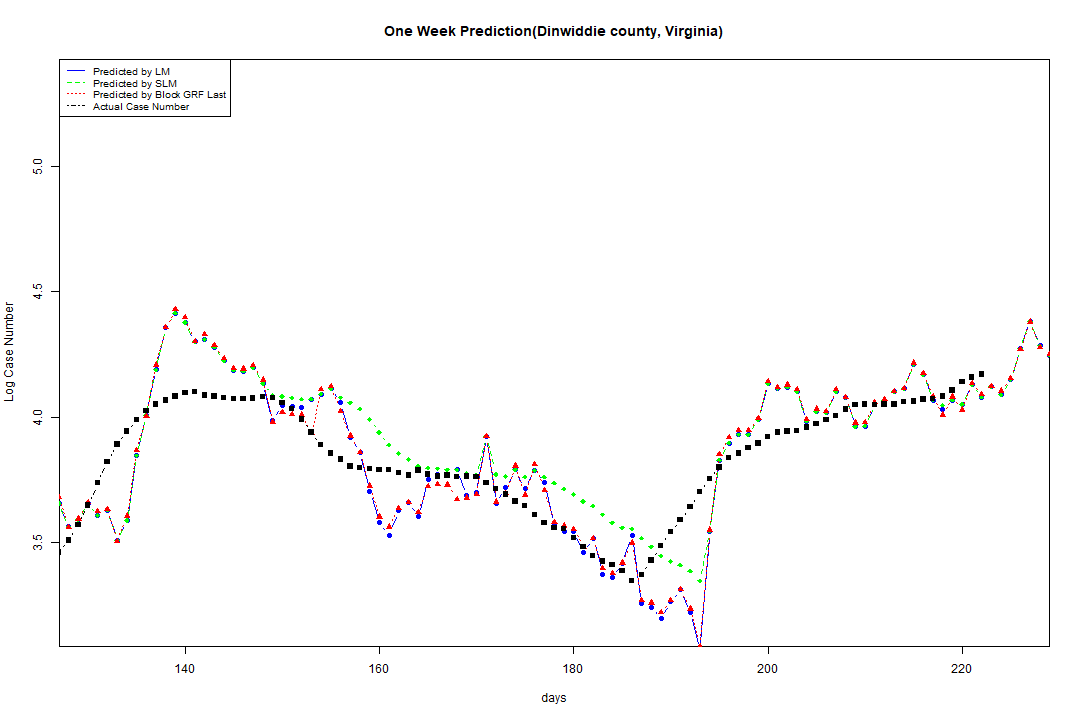 One Week Prediction(Dinwiddie county, Virginia)
Predicted by LM
Predicted by SLM
Predicted by Block GRF Last
Actual Case Number
Log Case Number
5.0
4.5
4.0
3.5
140 160 180 200 220
days